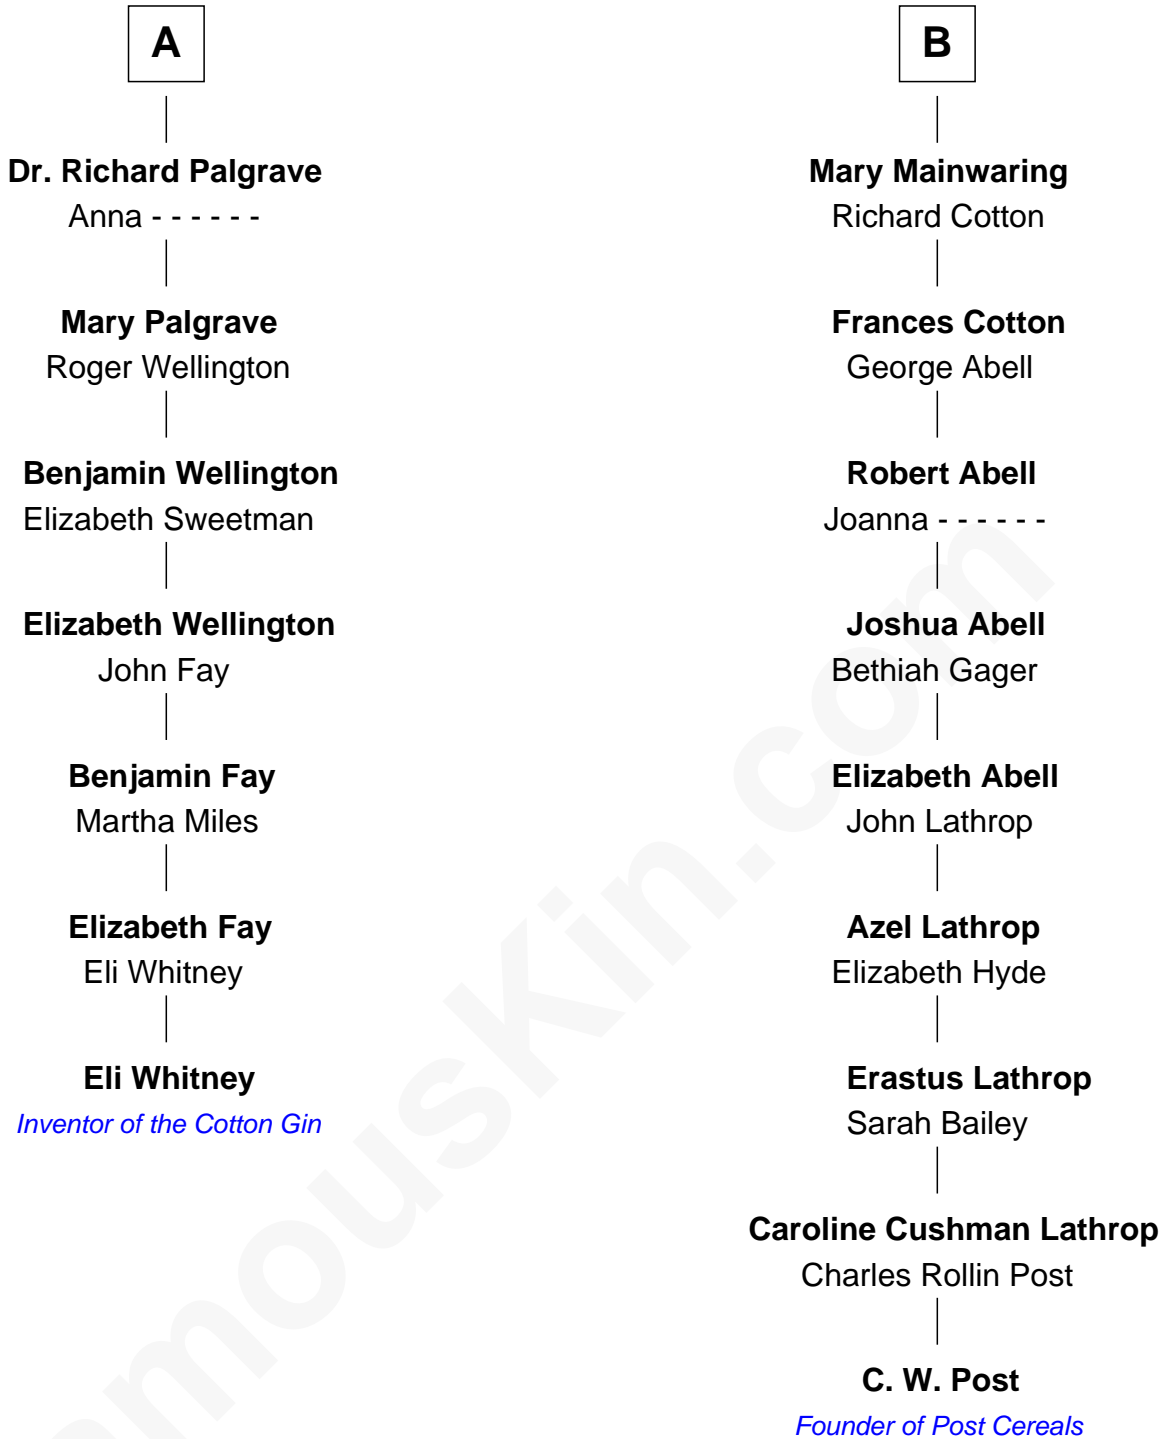 A
Dr. Richard Palgrave
Anna - - - - - -
Mary Palgrave
Roger Wellington
Benjamin Wellington
Elizabeth Sweetman
Elizabeth Wellington
John Fay
Benjamin Fay
Martha Miles
Elizabeth Fay
Eli Whitney
Eli Whitney
Inventor of the Cotton Gin
B
Mary Mainwaring
Richard Cotton
Frances Cotton
George Abell
Robert Abell
Joanna - - - - - -
Joshua Abell
Bethiah Gager
Elizabeth Abell
John Lathrop
Azel Lathrop
Elizabeth Hyde
Erastus Lathrop
Sarah Bailey
Caroline Cushman Lathrop
Charles Rollin Post
C. W. Post
Founder of Post Cereals
amousKin.com